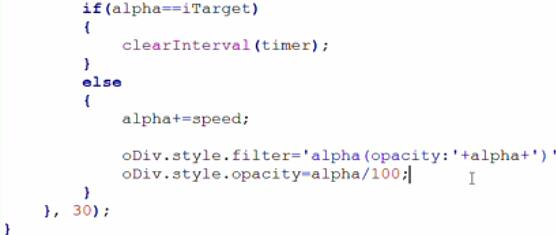 if(alpha==iTarget)
{
clearInterval(timer);
}
else
{
alpha+=speed;
oDiv.style.filter='alpha(opacity:'+alpha+')'
oDiv.style.opacity=alpha/100;
}
}, 30);
}